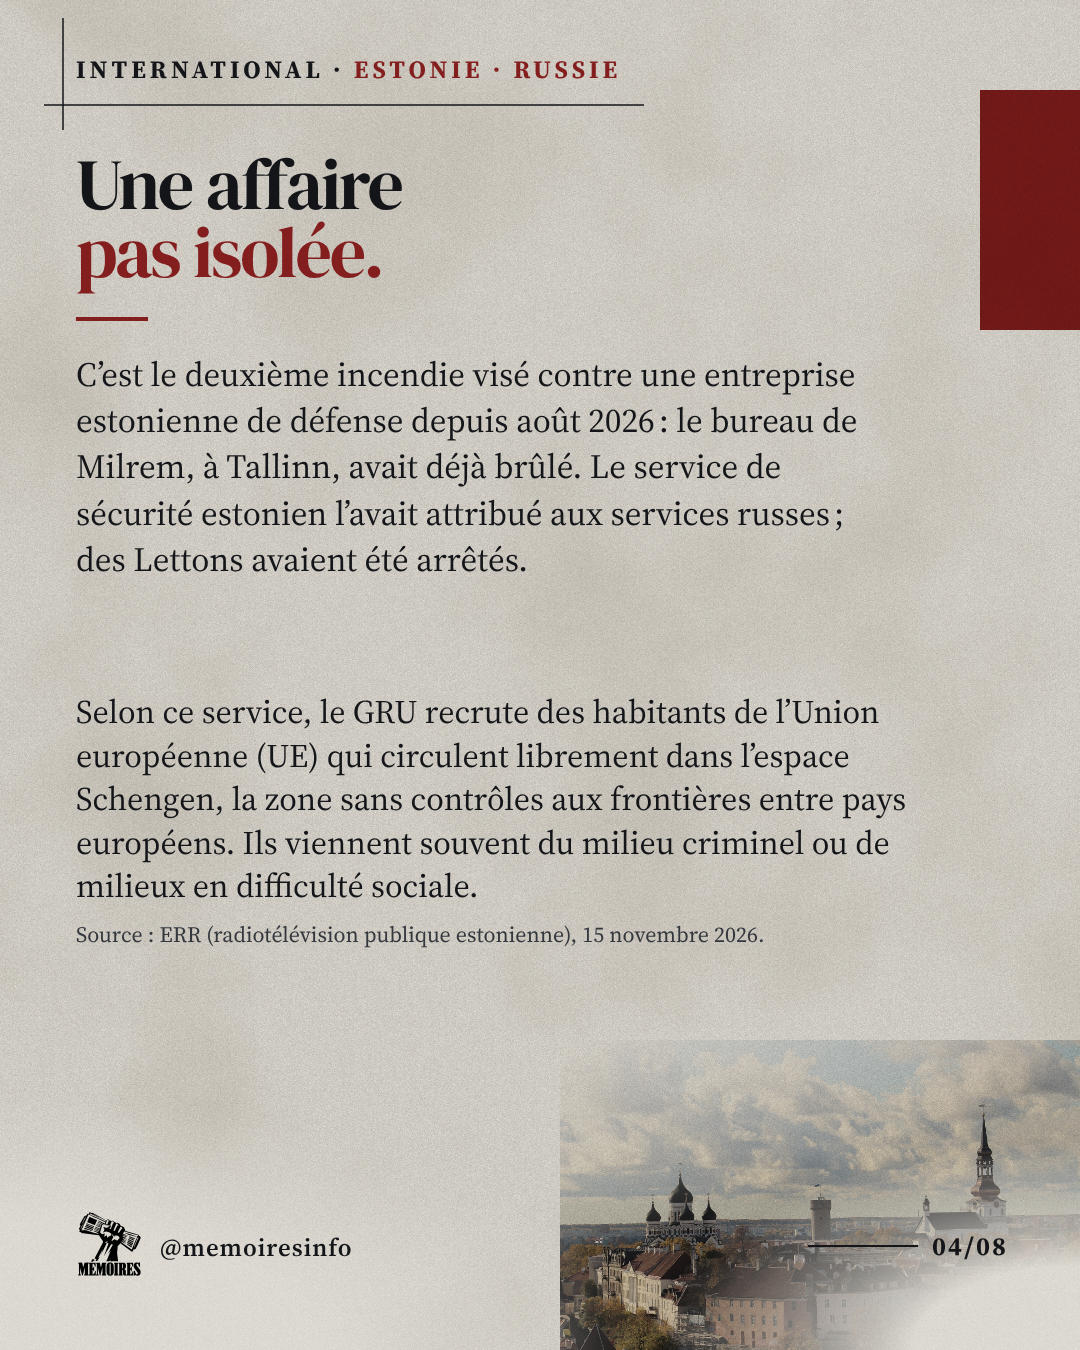 INTERNATIONAL · ESTONIE · RUSSIE
Une affaire
pas isolée.
C’est le deuxième incendie visé contre une entreprise
estonienne de défense depuis août 2026 : le bureau de
Milrem, à Tallinn, avait déjà brûlé. Le service de
sécurité estonien l’avait attribué aux services russes ;
des Lettons avaient été arrêtés.
Selon ce service, le GRU recrute des habitants de l’Union
européenne (UE) qui circulent librement dans l’espace
Schengen, la zone sans contrôles aux frontières entre pays
européens. Ils viennent souvent du milieu criminel ou de
milieux en difficulté sociale.
Source : ERR (radiotélévision publique estonienne), 15 novembre 2026.
MÉMOIRES
@memoiresinfo
04/08